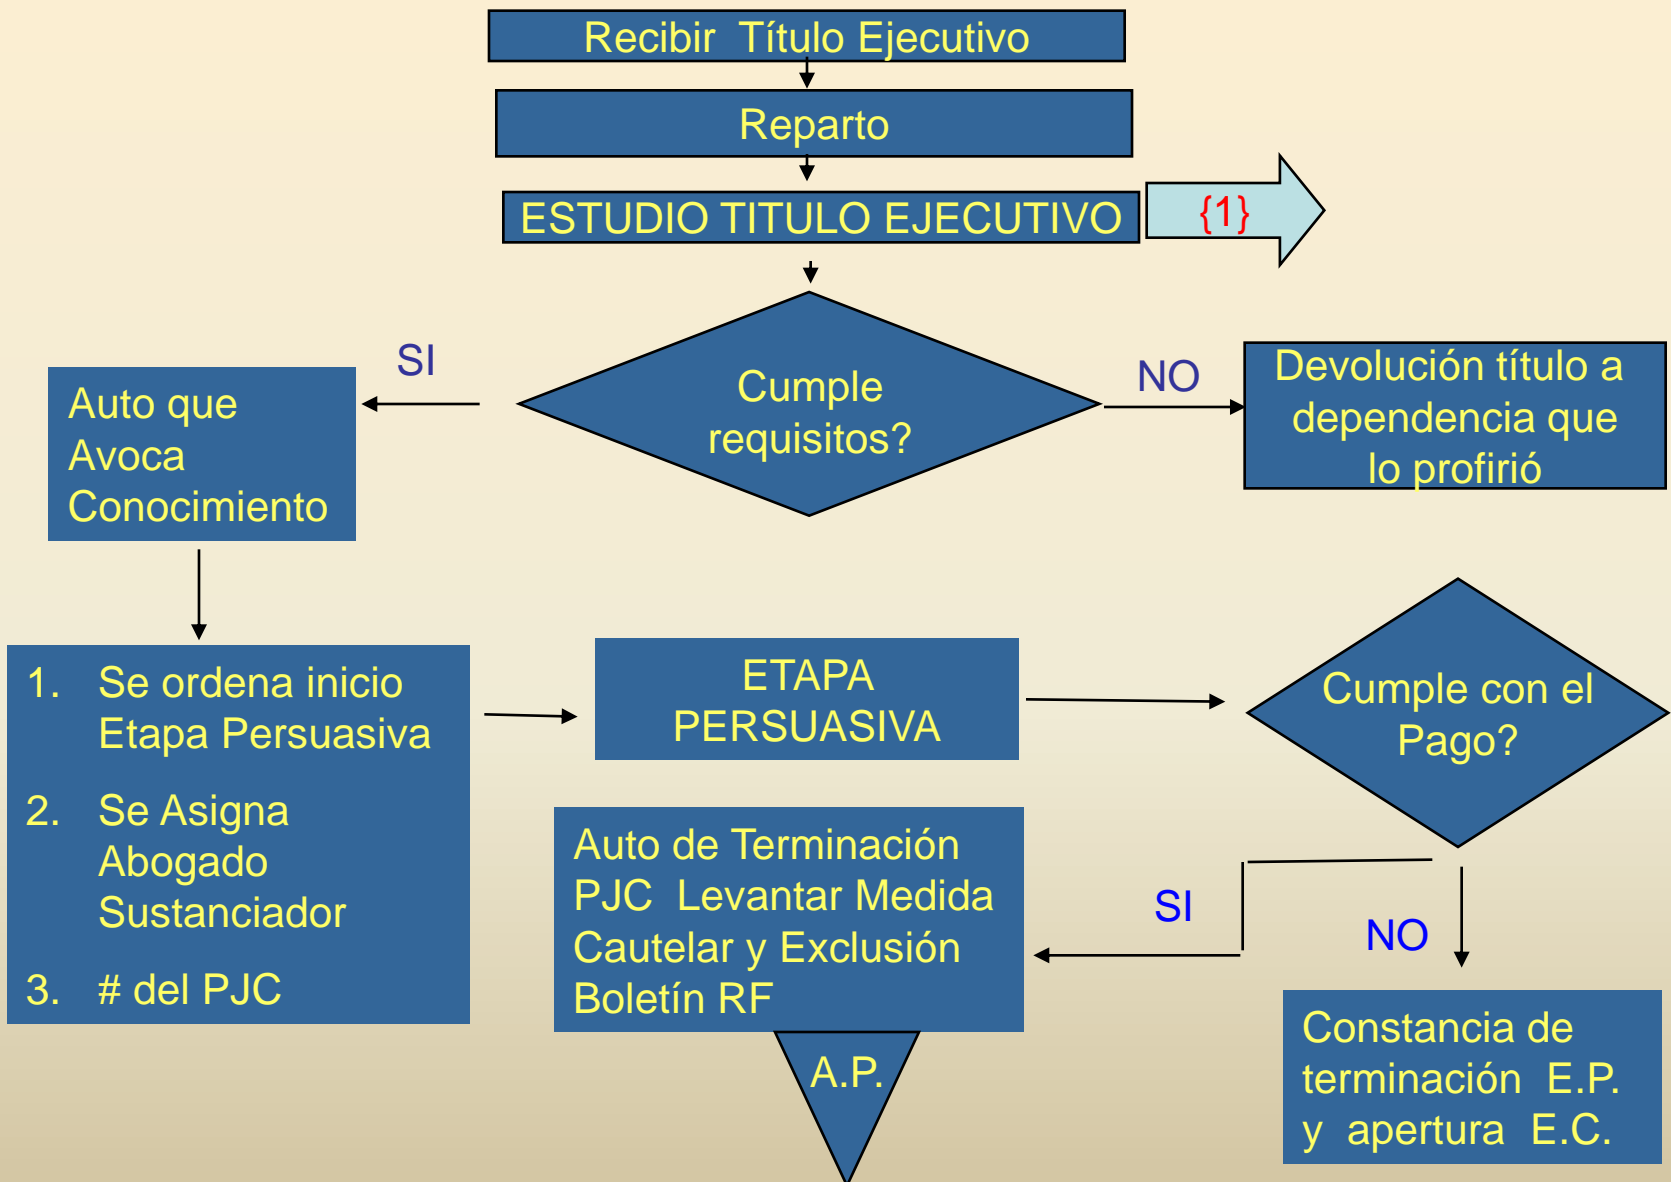 Recibir Título Ejecutivo
Reparto
ESTUDIO TITULO EJECUTIVO
{1}
SI
Cumple
requisitos?
NO
Devolución título a
dependencia que
lo profirió
Auto que
Avoca
Conocimiento
1. Se ordena inicio
Etapa Persuasiva
2. Se Asigna
Abogado
Sustanciador
3. # del PJC
ETAPA
PERSUASIVA
Cumple con el
Pago?
SI
NO
Auto de Terminación
PJC Levantar Medida
Cautelar y Exclusión
Boletín RF
A.P.
Constancia de
terminación E.P.
y apertura E.C.